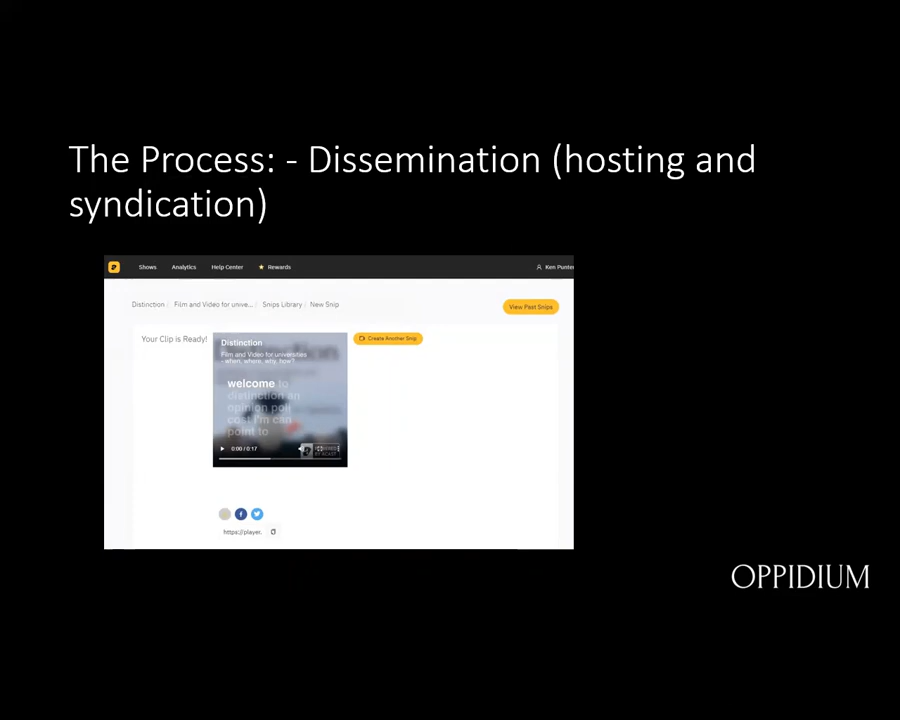 The Process: - Dissemination (hosting and
syndication)
Shows Analytics Help Center Rewards Ken Punter
Distinction Film and Video for unive... Snips Library New Snip
View Past Snips
Your Clip is Ready!
Create Another Snip
Distinction
Film and Video for universities
- when, where, why, how?
welcome to
distinction an
opinion poli
cost I'm can
point to
0:00 / 0:17
https://player.
OPPIDIUM